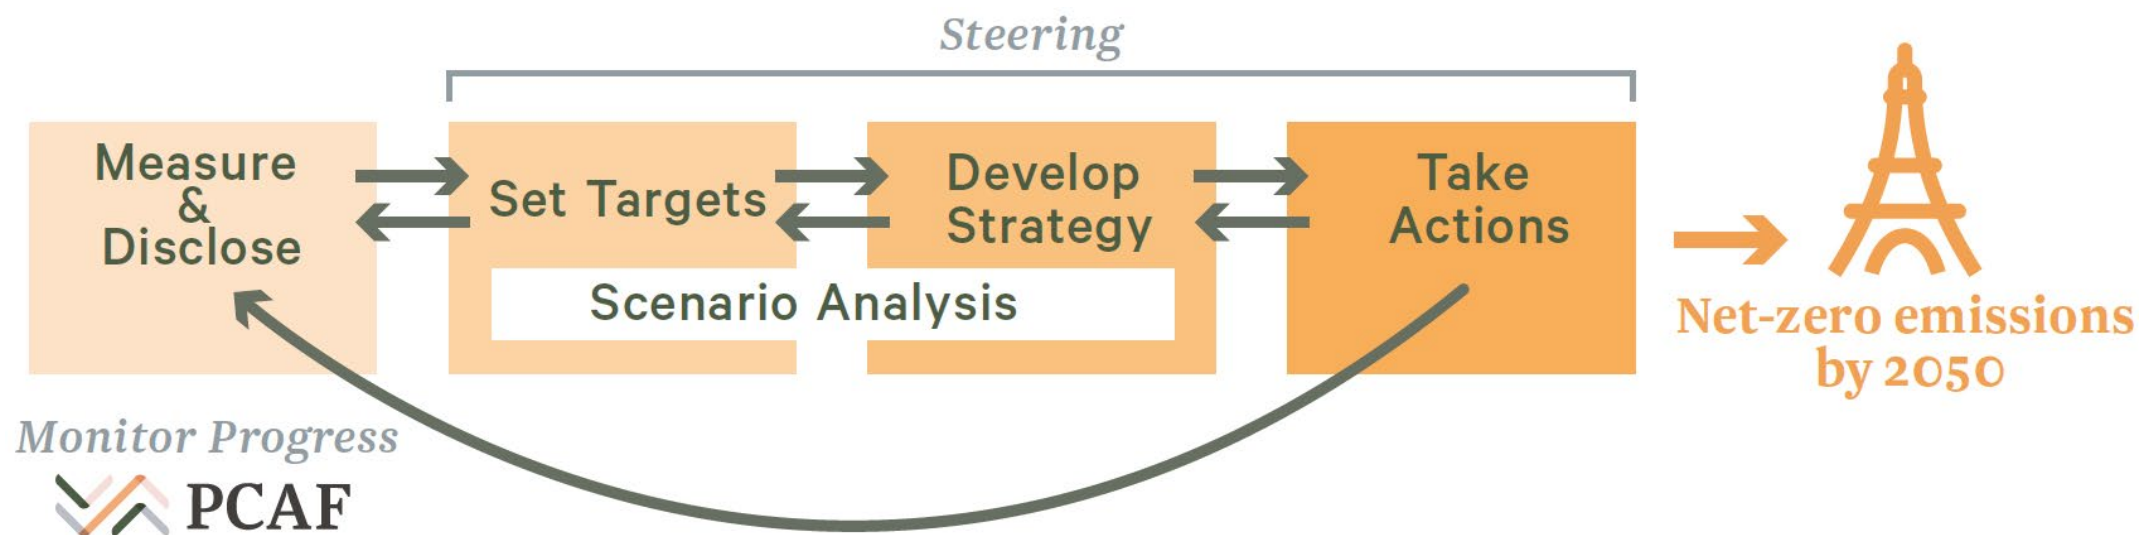 Steering
Measure
&
Disclose
Set Targets
Develop
Strategy
Take
Actions
Scenario Analysis
Net-zero emissions
by 2050
Monitor Progress
PCAF